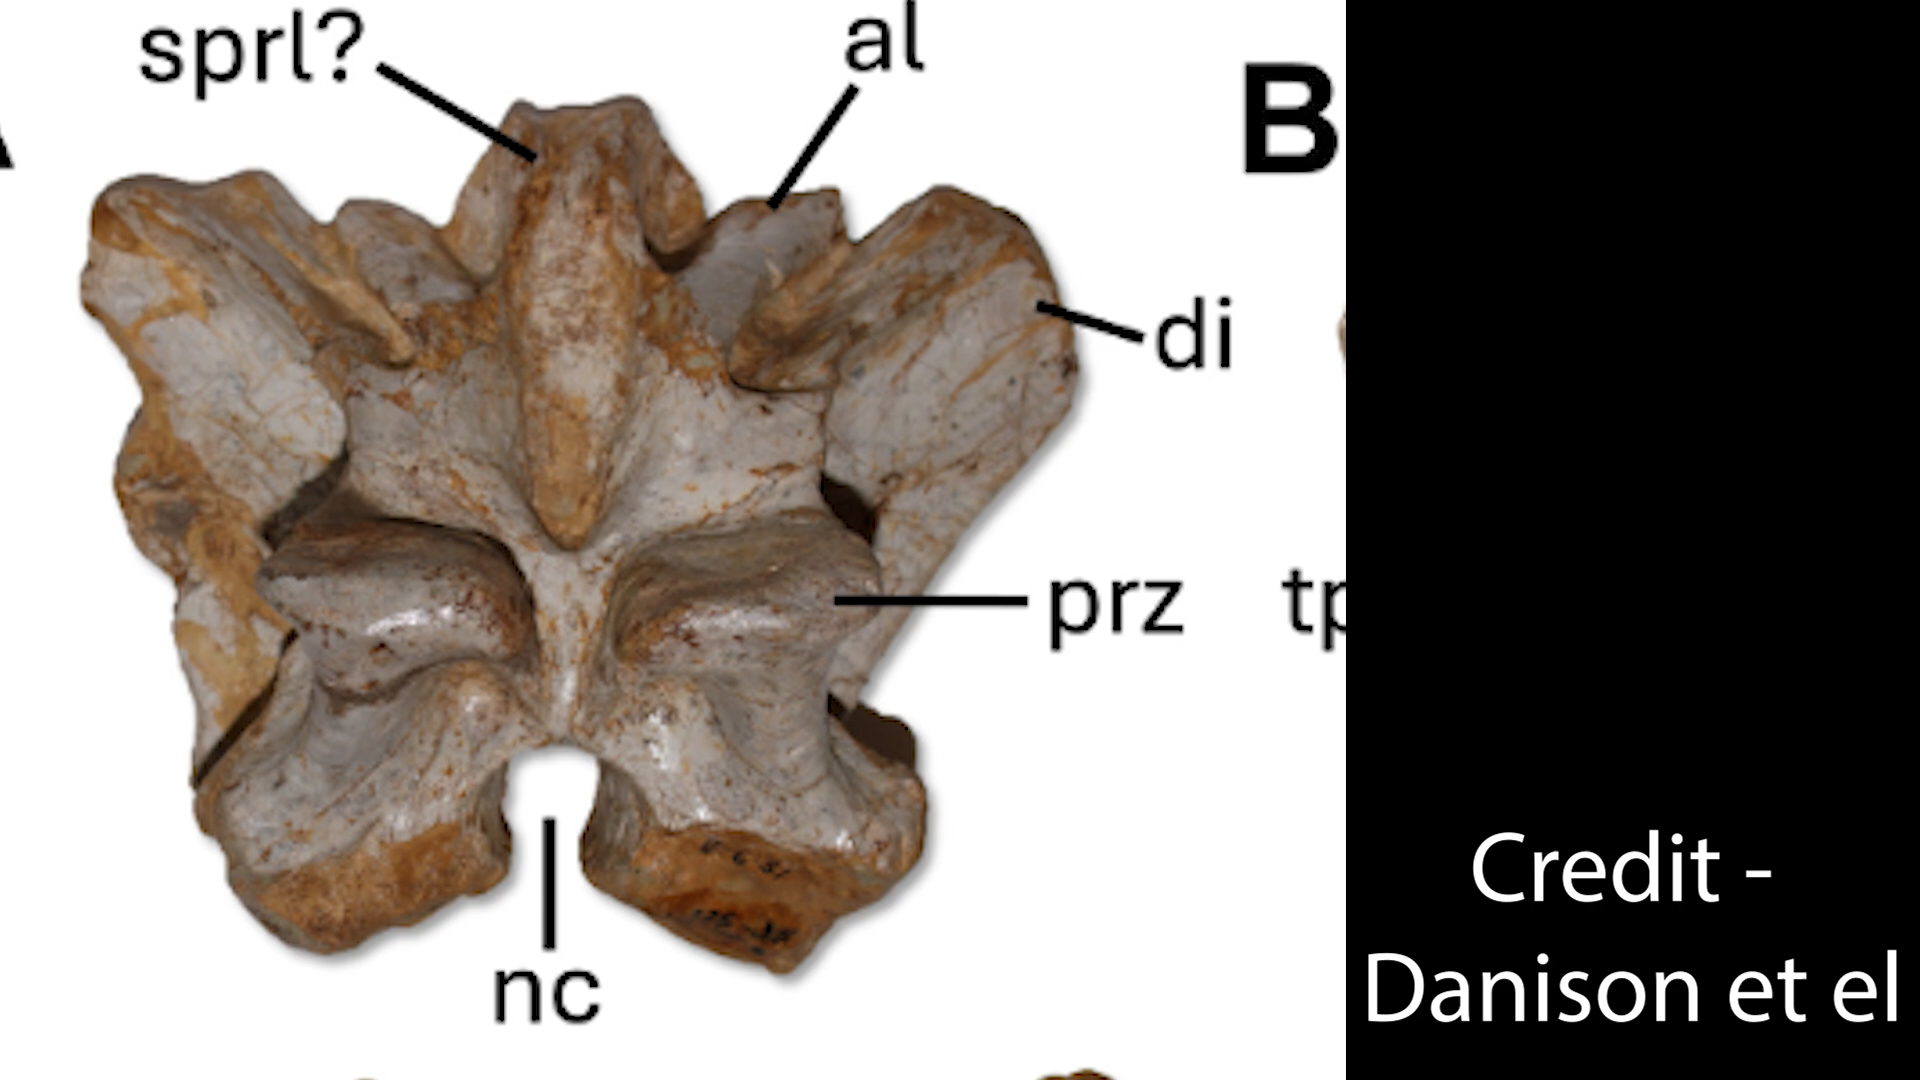 sprl?
al
B
di
prz
tp
nc
Credit -
Danison et el